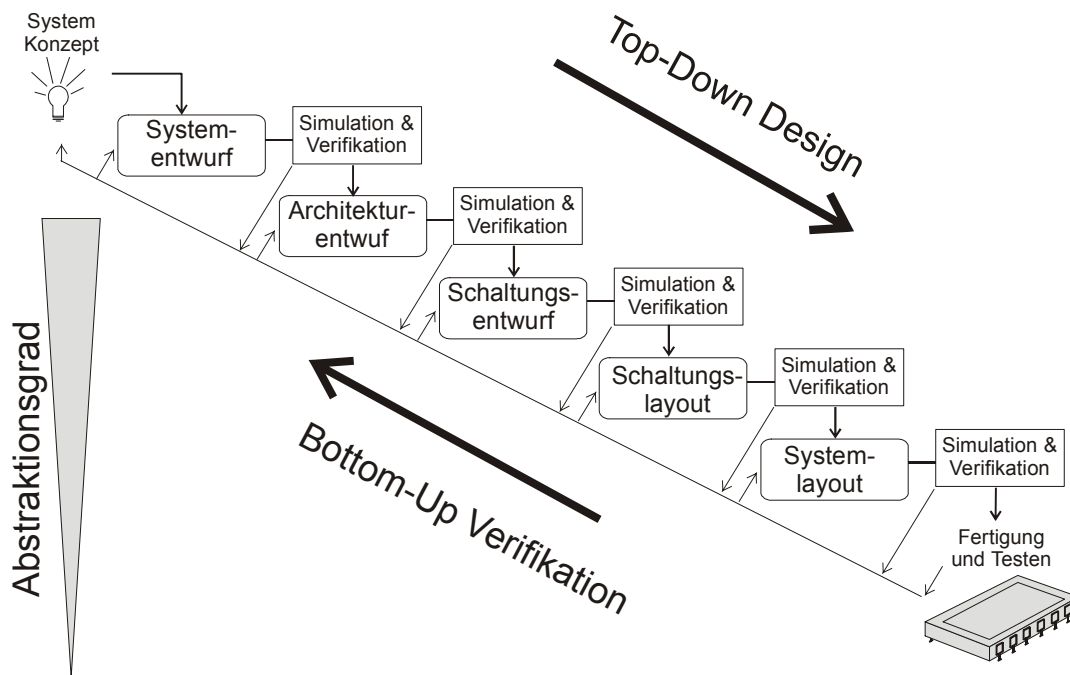 System
Konzept
Top-Down Design
System-
entwurf
Simulation &
Verifikation
Architektur-
entwuf
Simulation &
Verifikation
Schaltungs-
entwurf
Simulation &
Verifikation
Schaltungs-
layout
Simulation &
Verifikation
System-
layout
Simulation &
Verifikation
Fertigung
und Testen
Bottom-Up Verifikation
Abstraktionsgrad